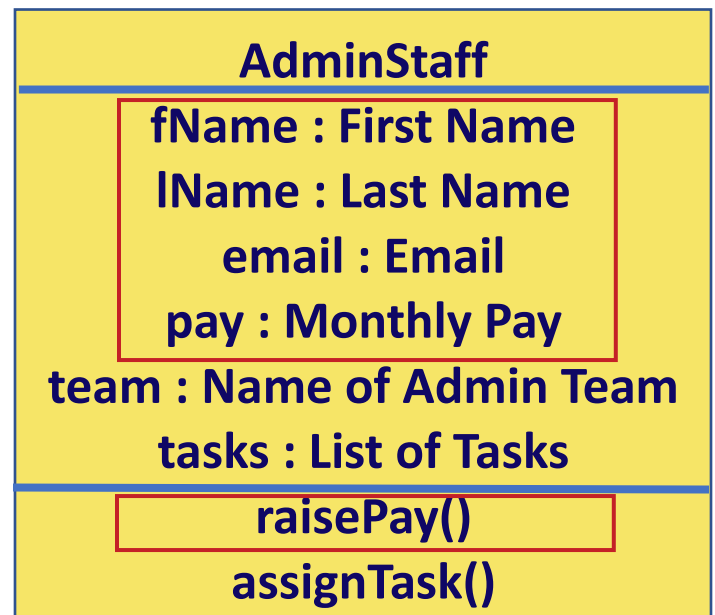 AdminStaff
fName : First Name
lName : Last Name
email : Email
pay : Monthly Pay
team : Name of Admin Team
tasks : List of Tasks
raisePay()
assignTask()